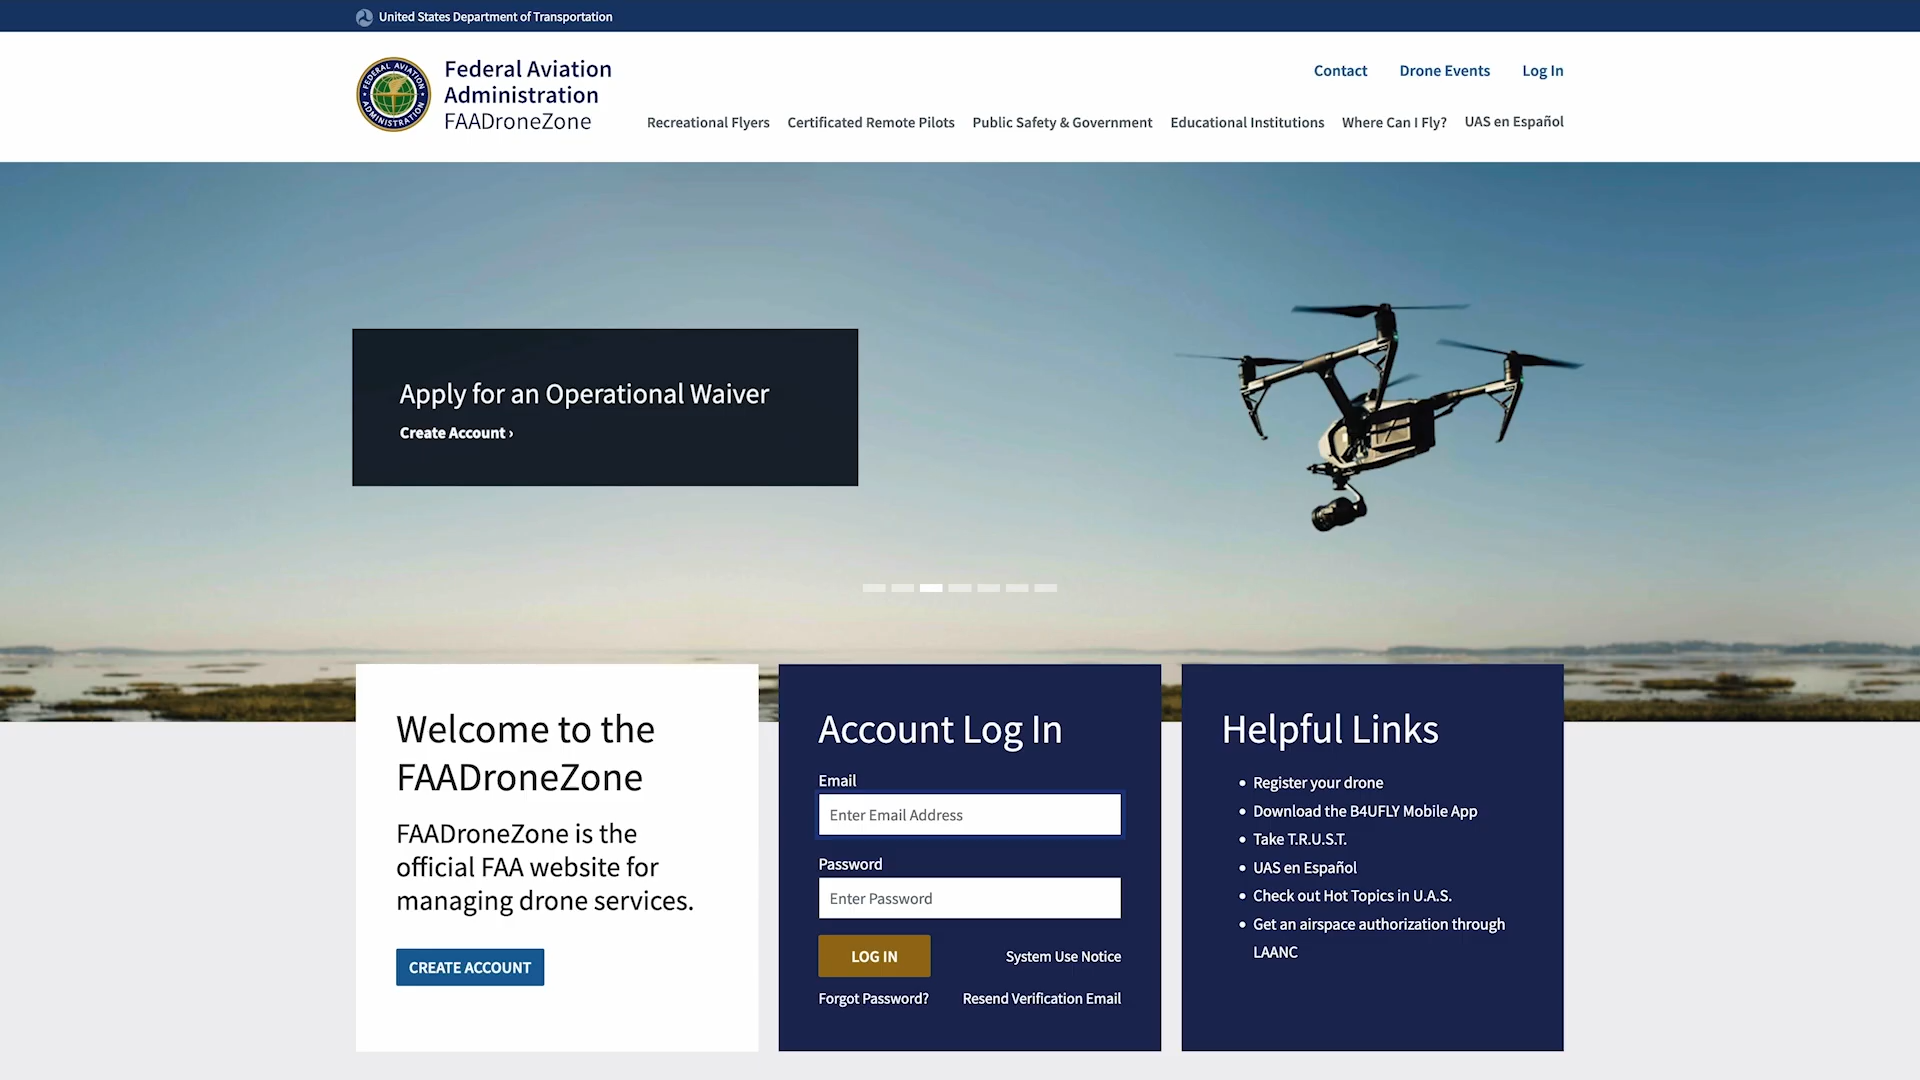 United States Department of Transportation
FEDERAL AVIATION ADMINISTRATION
Federal Aviation
Administration
FAADroneZone
Contact
Drone Events
Log In
Recreational Flyers
Certificated Remote Pilots
Public Safety & Government
Educational Institutions
Where Can I Fly?
UAS en Español
Apply for an Operational Waiver
Create Account ›
Welcome to the
FAADroneZone
FAADroneZone is the
official FAA website for
managing drone services.
CREATE ACCOUNT
Account Log In
Email
Enter Email Address
Password
Enter Password
LOG IN
System Use Notice
Forgot Password?
Resend Verification Email
Helpful Links
• Register your drone
• Download the B4UFLY Mobile App
• Take T.R.U.S.T.
• UAS en Español
• Check out Hot Topics in U.A.S.
• Get an airspace authorization through
LAANC